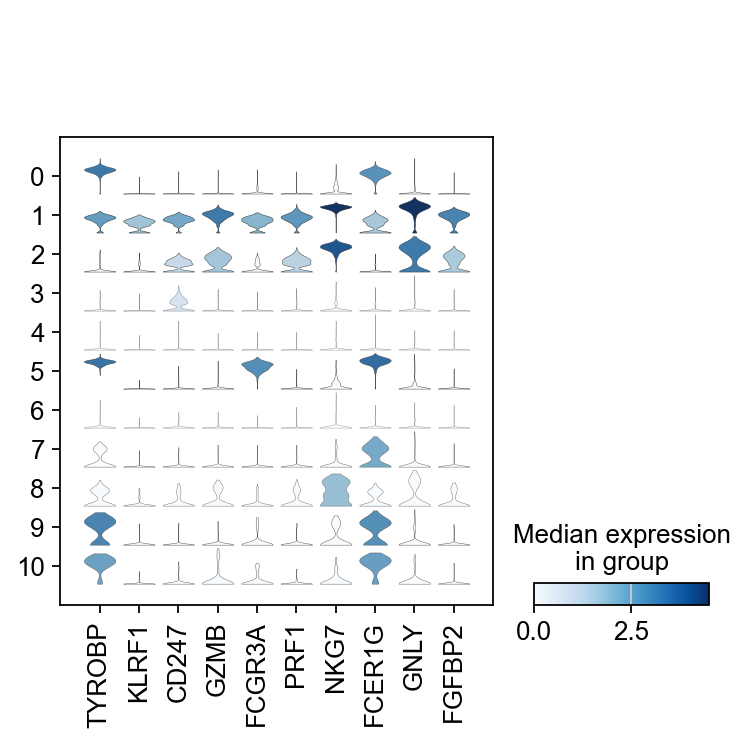 0
1
2
3
4
5
6
7
8
9
10
TYROBP
KLRF1
CD247
GZMB
FCGR3A
PRF1
NKG7
FCER1G
GNLY
FGFBP2
Median expression
in group
0.0 2.5